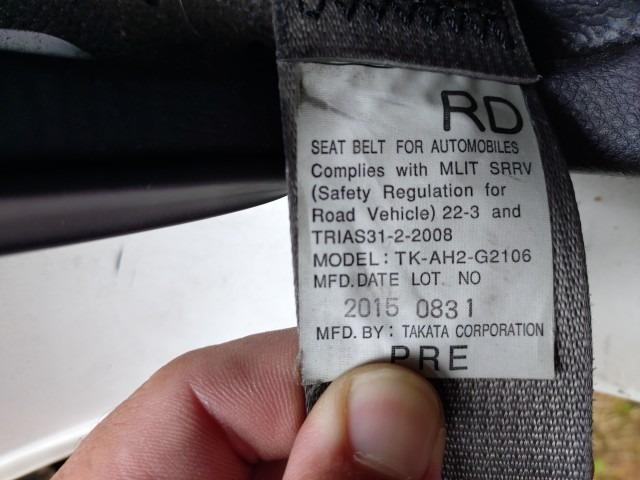 RD
SEAT BELT FOR AUTOMOBILES
Complies with MLIT SRRV
(Safety Regulation for
Road Vehicle) 22-3 and
TRIAS31-2-2008
MODEL: TK-AH2-G2106
MFD.DATE LOT. NO
2015 0831
MFD. BY: TAKATA CORPORATION
PRE